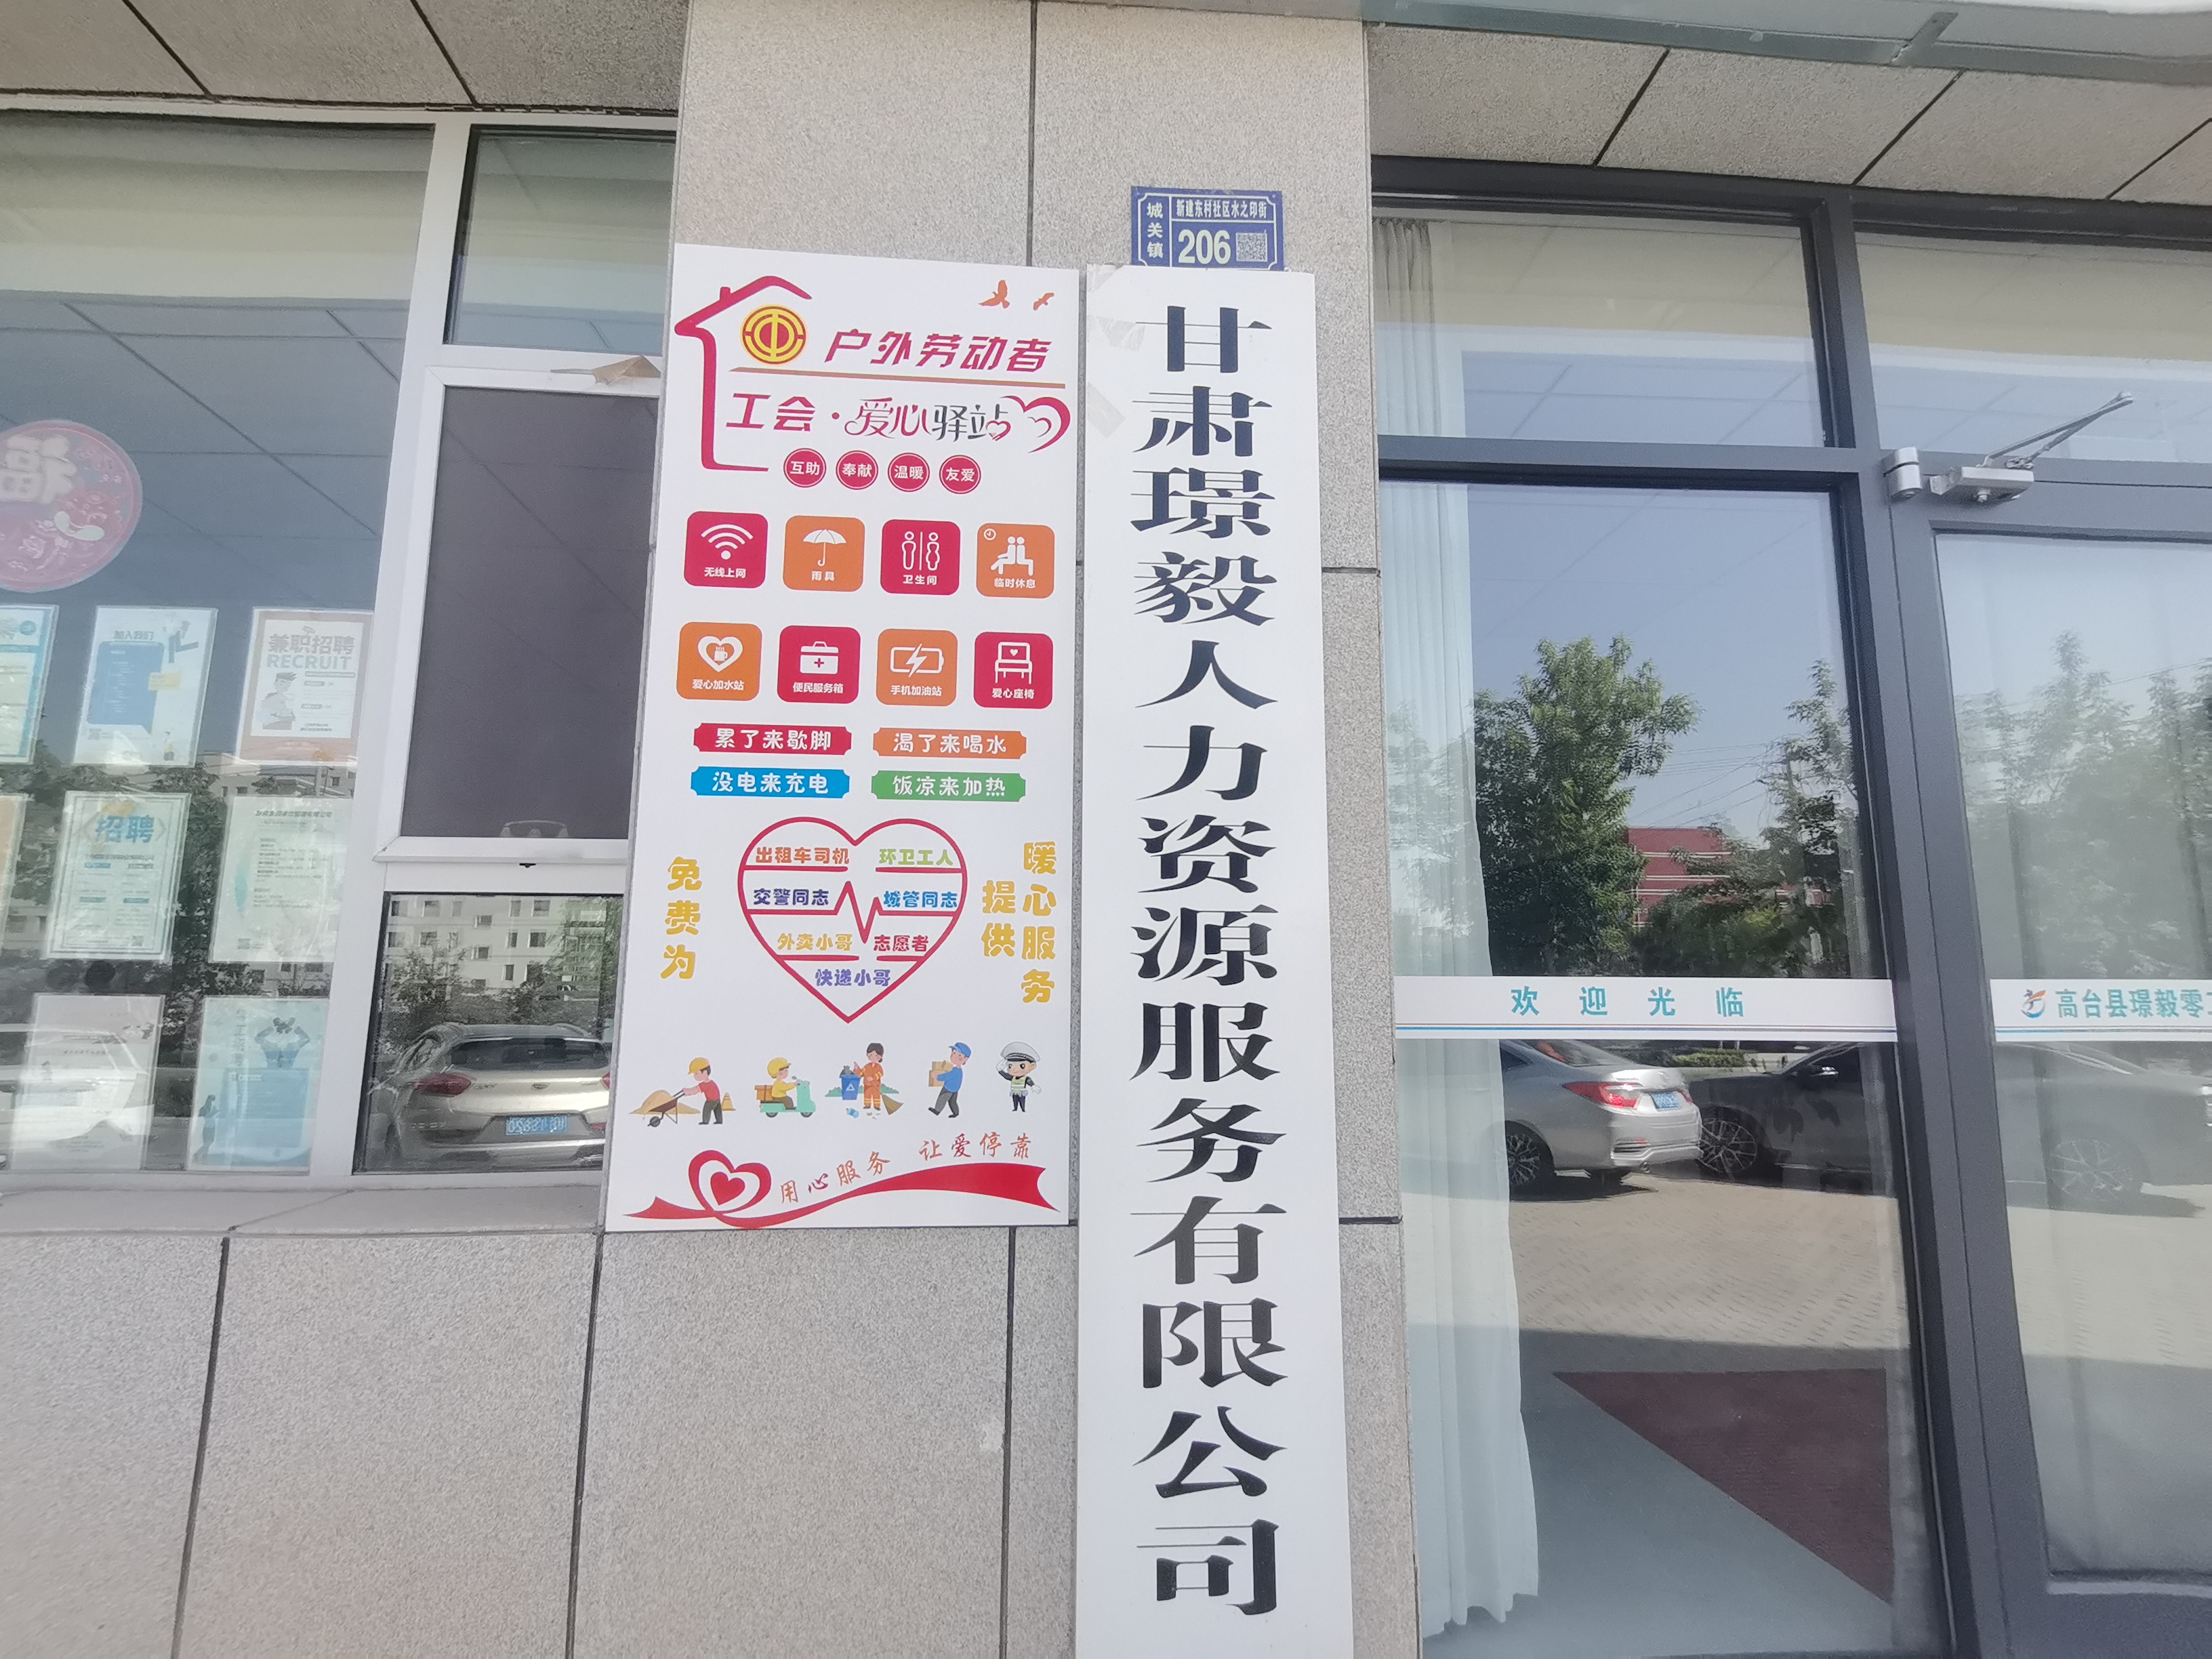 城关镇
新建东村社区水之印街
206
户外劳动者
工会·爱心驿站
互助 奉献 温暖 友爱
无线上网 雨具 卫生间 临时休息
爱心加水站 便民服务箱 手机加油站 爱心座椅
累了来歇脚 渴了来喝水
没电来充电 饭凉来加热
免费为
出租车司机 环卫工人
交警同志 城管同志
外卖小哥 志愿者
快递小哥
提供
暖心服务
用心服务 让爱停靠
甘肃璟毅人力资源服务有限公司
欢迎光临
高台县璟毅零
福
加入我们
兼职招聘
RECRUIT
招聘